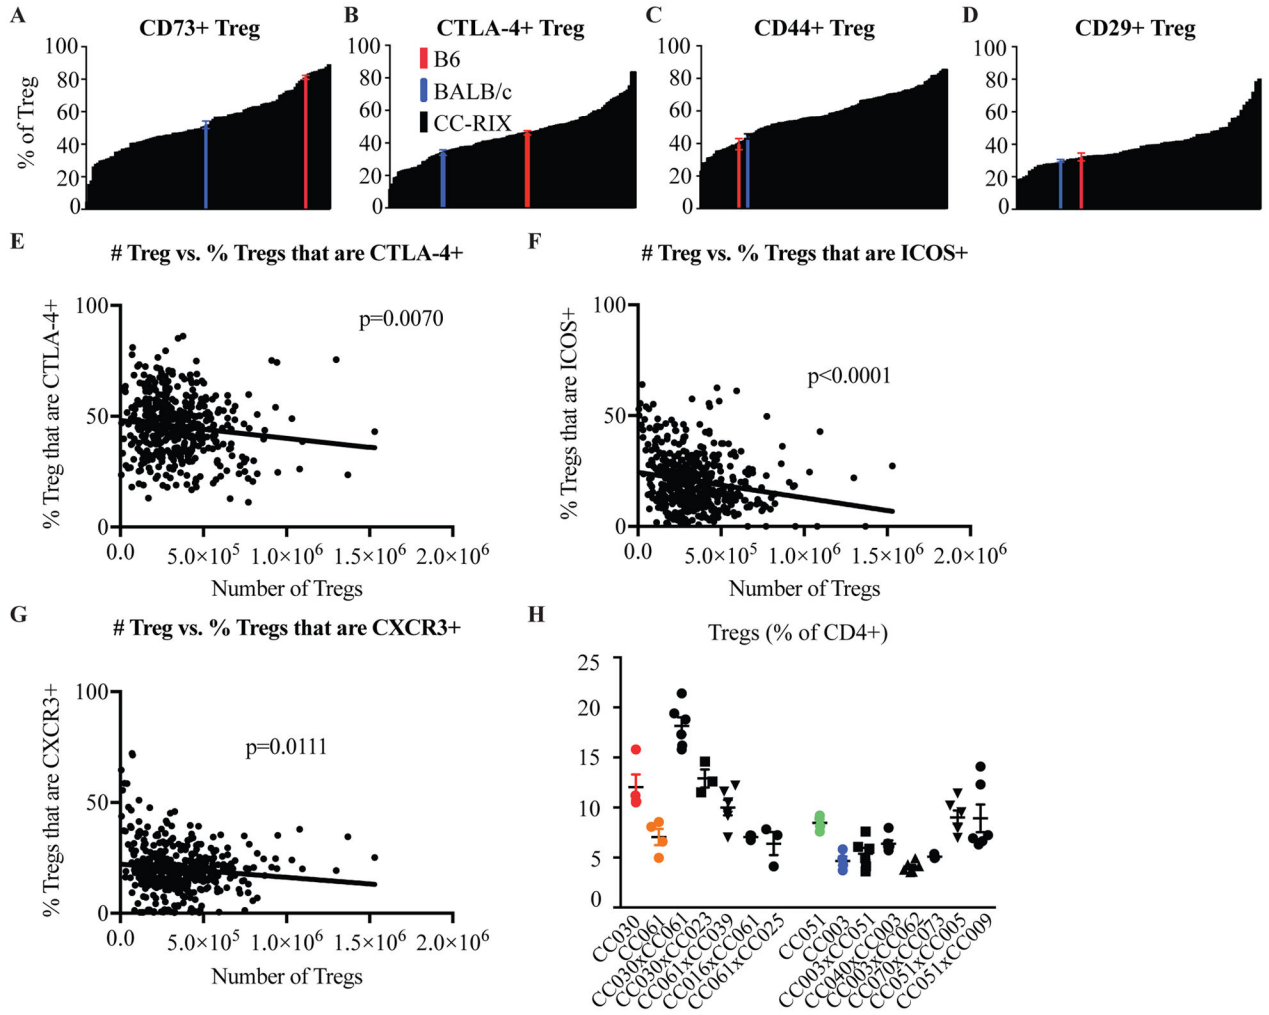 A
CD73+ Treg
% of Treg
100
80
60
40
20
0
B
CTLA-4+ Treg
100
80
60
40
20
0
B6
BALB/c
CC-RIX
C
CD44+ Treg
100
80
60
40
20
0
D
CD29+ Treg
100
80
60
40
20
0
E
# Treg vs. % Tregs that are CTLA-4+
% Treg that are CTLA-4+
100
50
0
p=0.0070
0.0 5.0×10⁵ 1.0×10⁶ 1.5×10⁶ 2.0×10⁶
Number of Tregs
F
# Treg vs. % Tregs that are ICOS+
% Tregs that are ICOS+
100
50
0
p<0.0001
0.0 5.0×10⁵ 1.0×10⁶ 1.5×10⁶ 2.0×10⁶
Number of Tregs
G
# Treg vs. % Tregs that are CXCR3+
% Tregs that are CXCR3+
100
50
0
p=0.0111
0.0 5.0×10⁵ 1.0×10⁶ 1.5×10⁶ 2.0×10⁶
Number of Tregs
H
Tregs (% of CD4+)
25
20
15
10
5
0
CC030
CC061
CC030xCC061
CC030xCC023
CC061xCC039
CC016xCC061
CC061xCC025
CC051
CC003
CC003xCC051
CC040xCC003
CC003xCC062
CC070xCC073
CC051xCC005
CC051xCC009